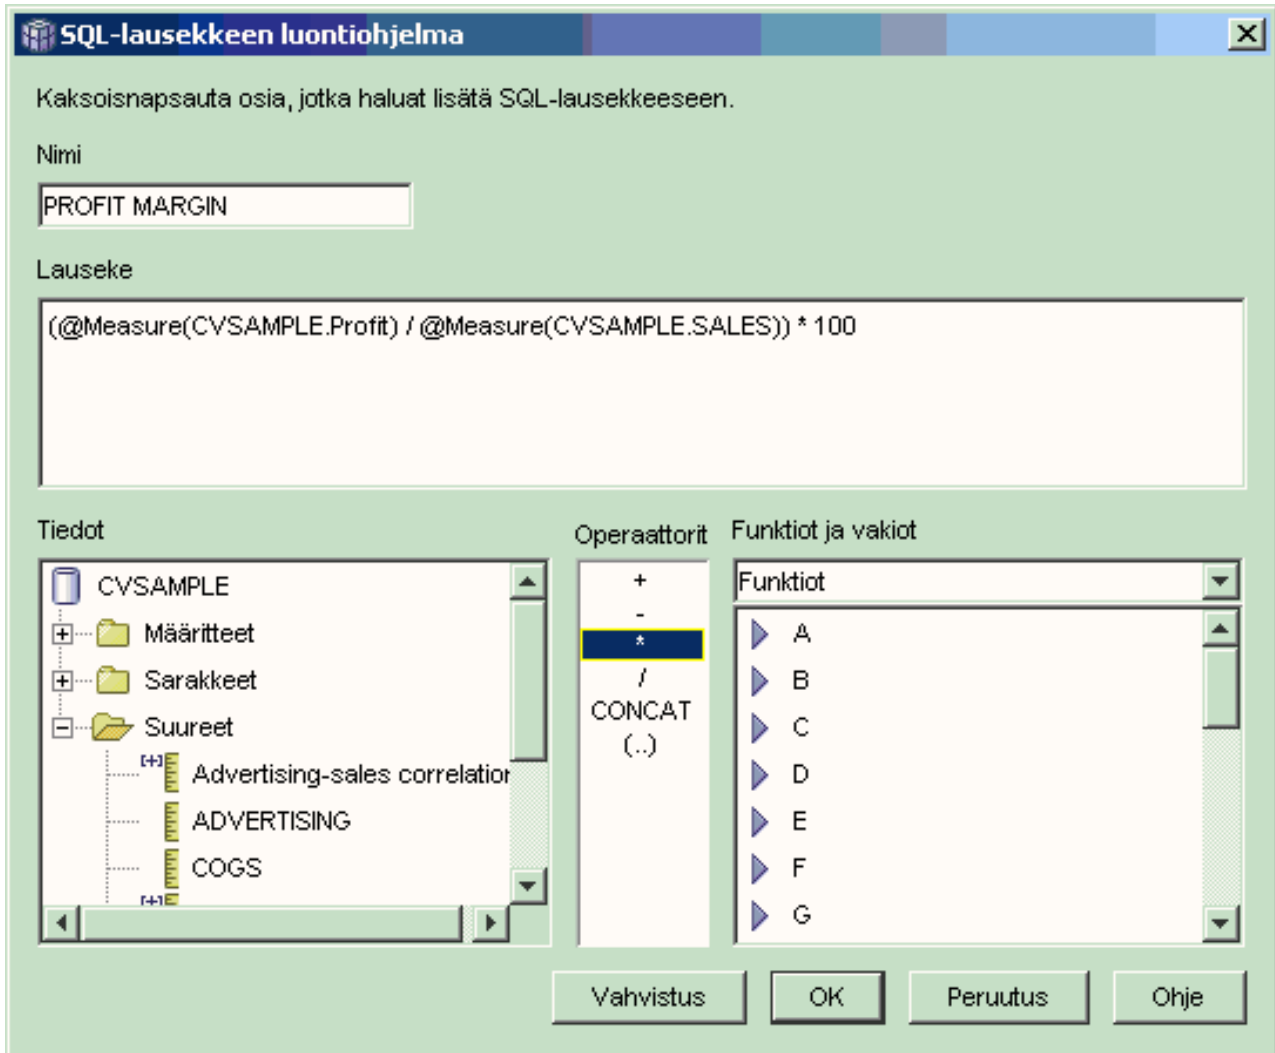 SQL-lausekkeen luontiohjelma
Kaksoisnapsauta osia, jotka haluat lisätä SQL-lausekkeeseen.
Nimi
PROFIT MARGIN
Lauseke
(@Measure(CVSAMPLE.Profit) / @Measure(CVSAMPLE.SALES)) * 100
Tiedot
CVSAMPLE
Määritteet
Sarakkeet
Suureet
Advertising-sales correlation
ADVERTISING
COGS
Operaattorit
+
-
*
/
CONCAT
(..)
Funktiot ja vakiot
Funktiot
A
B
C
D
E
F
G
Vahvistus
OK
Peruutus
Ohje